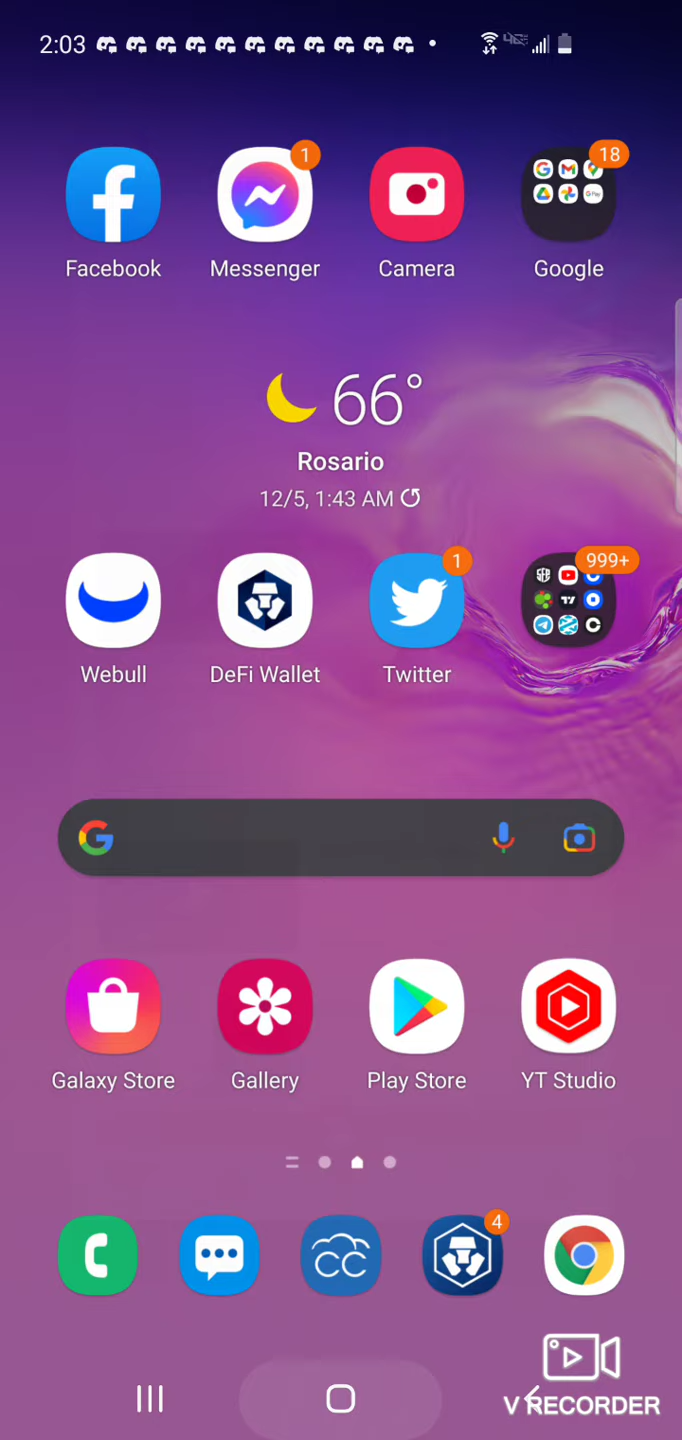 2:03
1
18
Facebook
Messenger
Camera
Google
66°
Rosario
12/5, 1:43 AM
1
999+
Webull
DeFi Wallet
Twitter
Galaxy Store
Gallery
Play Store
YT Studio
CC
4
V RECORDER